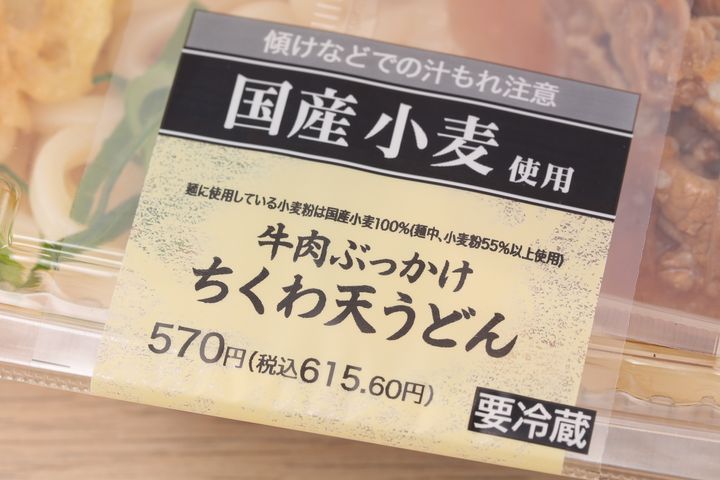 傾けなどでの汁もれ注意
国産小麦使用
麺に使用している小麦粉は国産小麦100%(麺中、小麦粉55%以上使用)
牛肉ぶっかけ
ちくわ天うどん
570円(税込615.60円)
要冷蔵